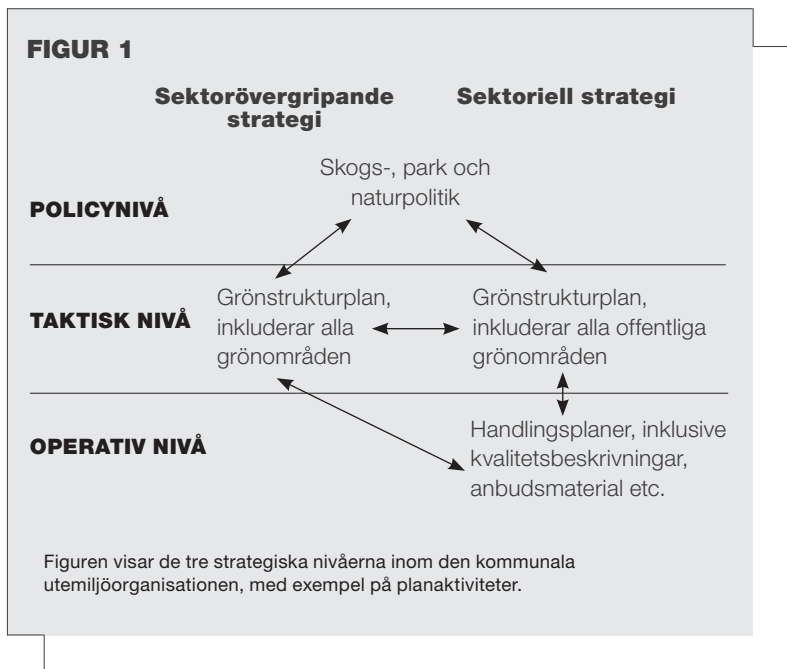 FIGUR 1
Sektorövergripande
strategi
Sektoriell strategi
Skogs-, park och
naturpolitik
POLICYNIVÅ
TAKTISK NIVÅ
Grönstrukturplan,
inkluderar alla
grönområden
Grönstrukturplan,
inkluderar alla offentliga
grönområden
OPERATIV NIVÅ
Handlingsplaner, inklusive
kvalitetsbeskrivningar,
anbudsmaterial etc.
Figuren visar de tre strategiska nivåerna inom den kommunala
utemiljöorganisationen, med exempel på planaktiviteter.